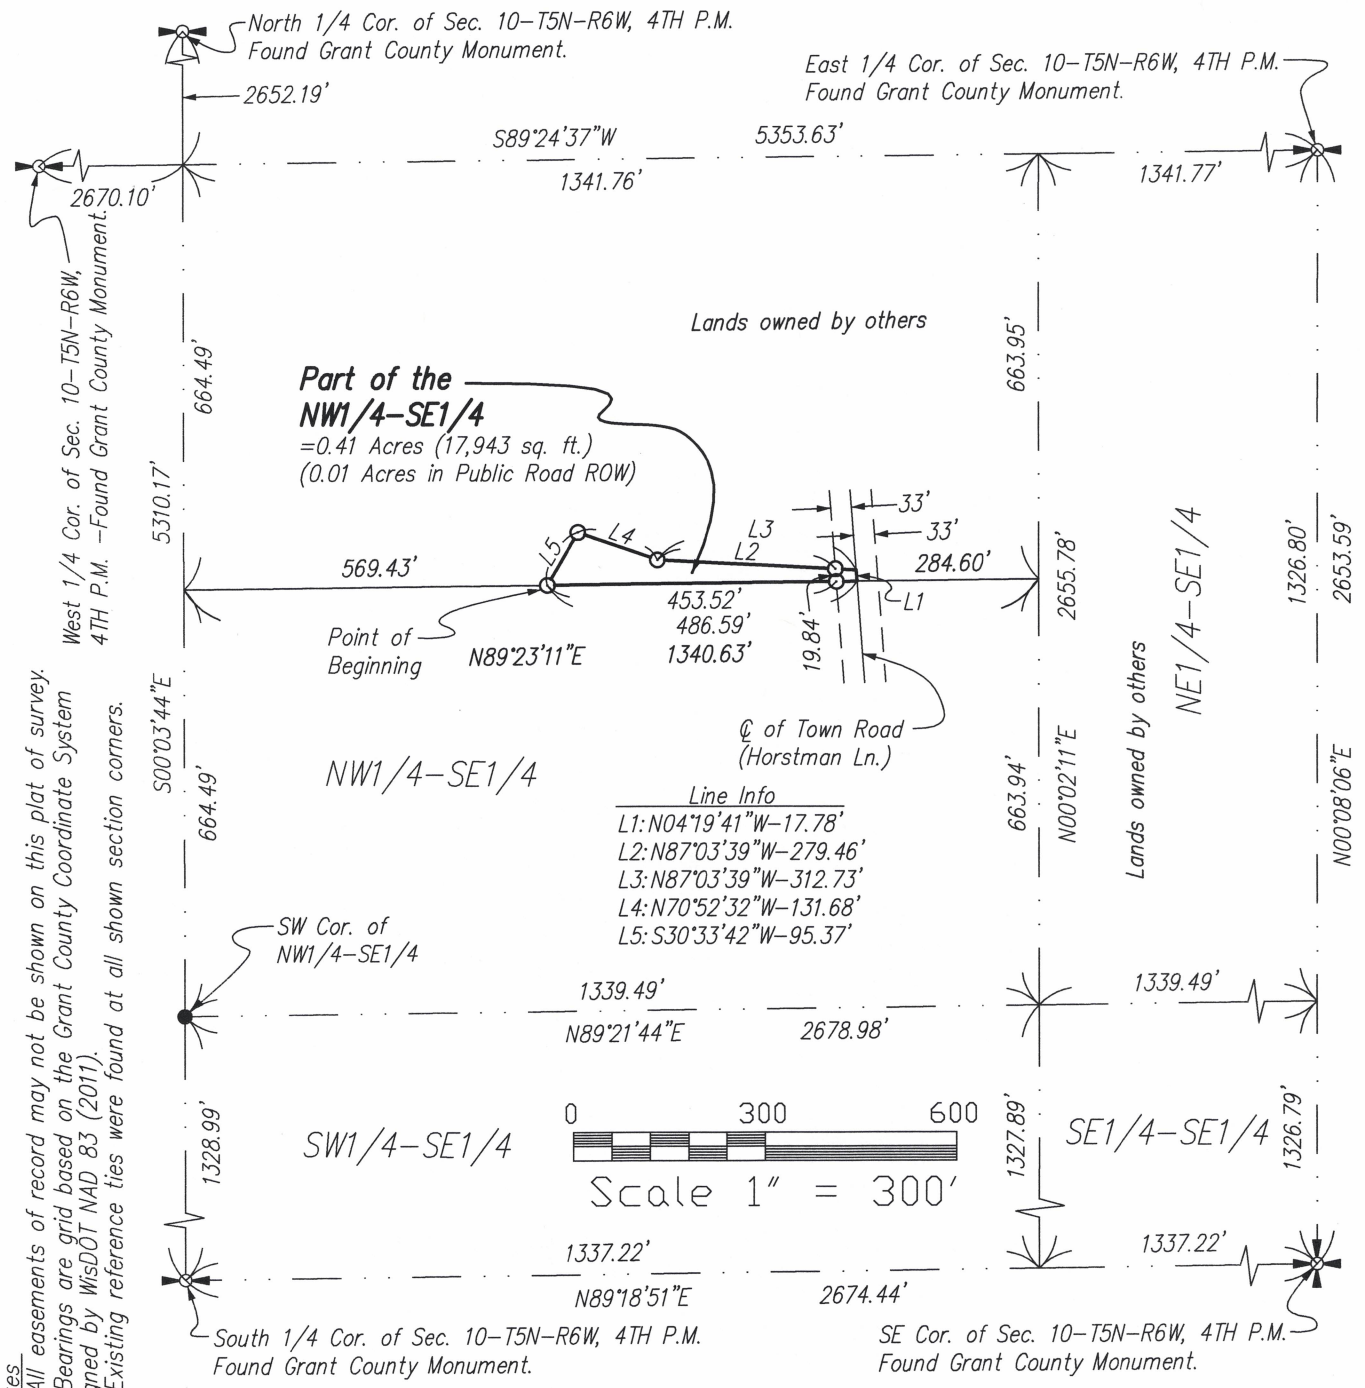 North 1/4 Cor. of Sec. 10-T5N-R6W, 4TH P.M.
Found Grant County Monument.
2652.19'
East 1/4 Cor. of Sec. 10-T5N-R6W, 4TH P.M.
Found Grant County Monument.
S89°24'37"W 5353.63'
1341.76'
1341.77'
2670.10'
West 1/4 Cor. of Sec. 10-T5N-R6W,
4TH P.M. -Found Grant County Monument.
664.49'
5310.17'
S00°03'44"E
664.49'
Lands owned by others
663.95'
Part of the
NW1/4-SE1/4
=0.41 Acres (17,943 sq. ft.)
(0.01 Acres in Public Road ROW)
33'
33'
L5
L4
L3
L2
L1
569.43'
284.60'
453.52'
486.59'
N89°23'11"E 1340.63'
19.84'
Point of
Beginning
℄ of Town Road
(Horstman Ln.)
2655.78'
N00°02'11"E
663.94'
NE1/4-SE1/4
Lands owned by others
1326.80'
2653.59'
N00°08'06"E
NW1/4-SE1/4
Line Info
L1: N04°19'41"W-17.78'
L2: N87°03'39"W-279.46'
L3: N87°03'39"W-312.73'
L4: N70°52'32"W-131.68'
L5: S30°33'42"W-95.37'
SW Cor. of
NW1/4-SE1/4
1339.49'
N89°21'44"E 2678.98'
1339.49'
1328.99'
SW1/4-SE1/4
0 300 600
Scale 1" = 300'
1327.89'
SE1/4-SE1/4
1326.79'
1337.22'
N89°18'51"E 2674.44'
1337.22'
South 1/4 Cor. of Sec. 10-T5N-R6W, 4TH P.M.
Found Grant County Monument.
SE Cor. of Sec. 10-T5N-R6W, 4TH P.M.
Found Grant County Monument.
All easements of record may not be shown on this plat of survey.
Bearings are grid based on the Grant County Coordinate System
gned by WisDOT NAD 83 (2011).
Existing reference ties were found at all shown section corners.